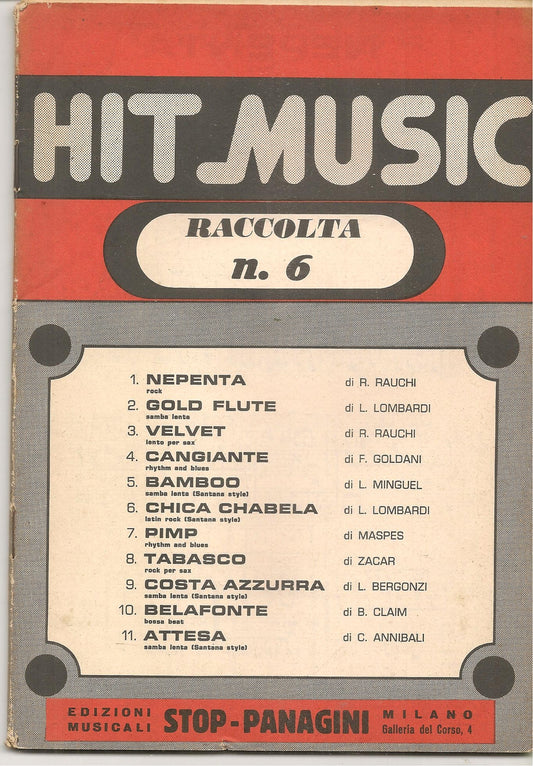 HIT MUSIC
RACCOLTA
n. 6
1. NEPENTA di R. RAUCHI
rock
2. GOLD FLUTE di L. LOMBARDI
samba lento
3. VELVET di R. RAUCHI
lento per sax
4. CANGIANTE di F. GOLDANI
rhythm and blues
5. BAMBOO di L. MINGUEL
samba lenta (Santana style)
6. CHICA CHABELA di L. LOMBARDI
latin rock (Santana style)
7. PIMP di MASPES
rhythm and blues
8. TABASCO di ZACAR
rock per sax
9. COSTA AZZURRA di L. BERGONZI
samba lenta (Santana style)
10. BELAFONTE di B. CLAIM
bossa beat
11. ATTESA di C. ANNIBALI
samba lenta (Santana style)
EDIZIONI MUSICALI STOP-PANAGINI MILANO
Galleria del Corso, 4